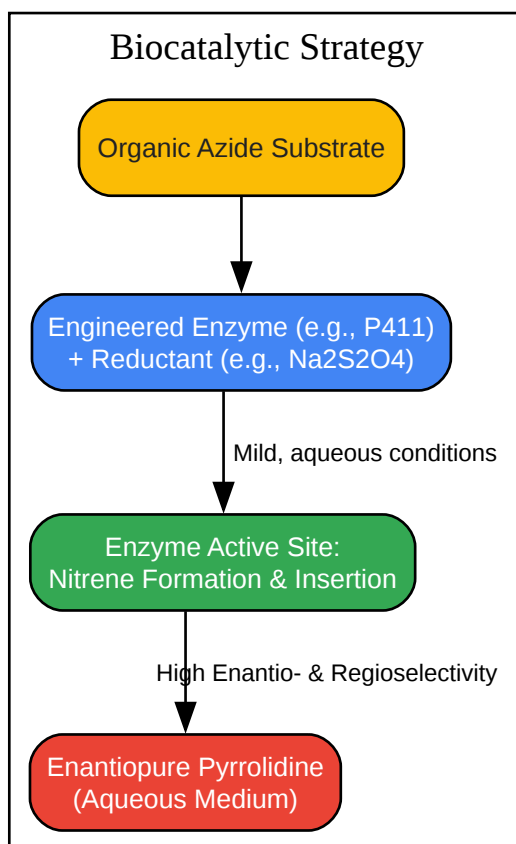 Biocatalytic Strategy
Organic Azide Substrate
Engineered Enzyme (e.g., P411)
+ Reductant (e.g., Na2S2O4)
Mild, aqueous conditions
Enzyme Active Site:
Nitrene Formation & Insertion
High Enantio- & Regioselectivity
Enantiopure Pyrrolidine
(Aqueous Medium)